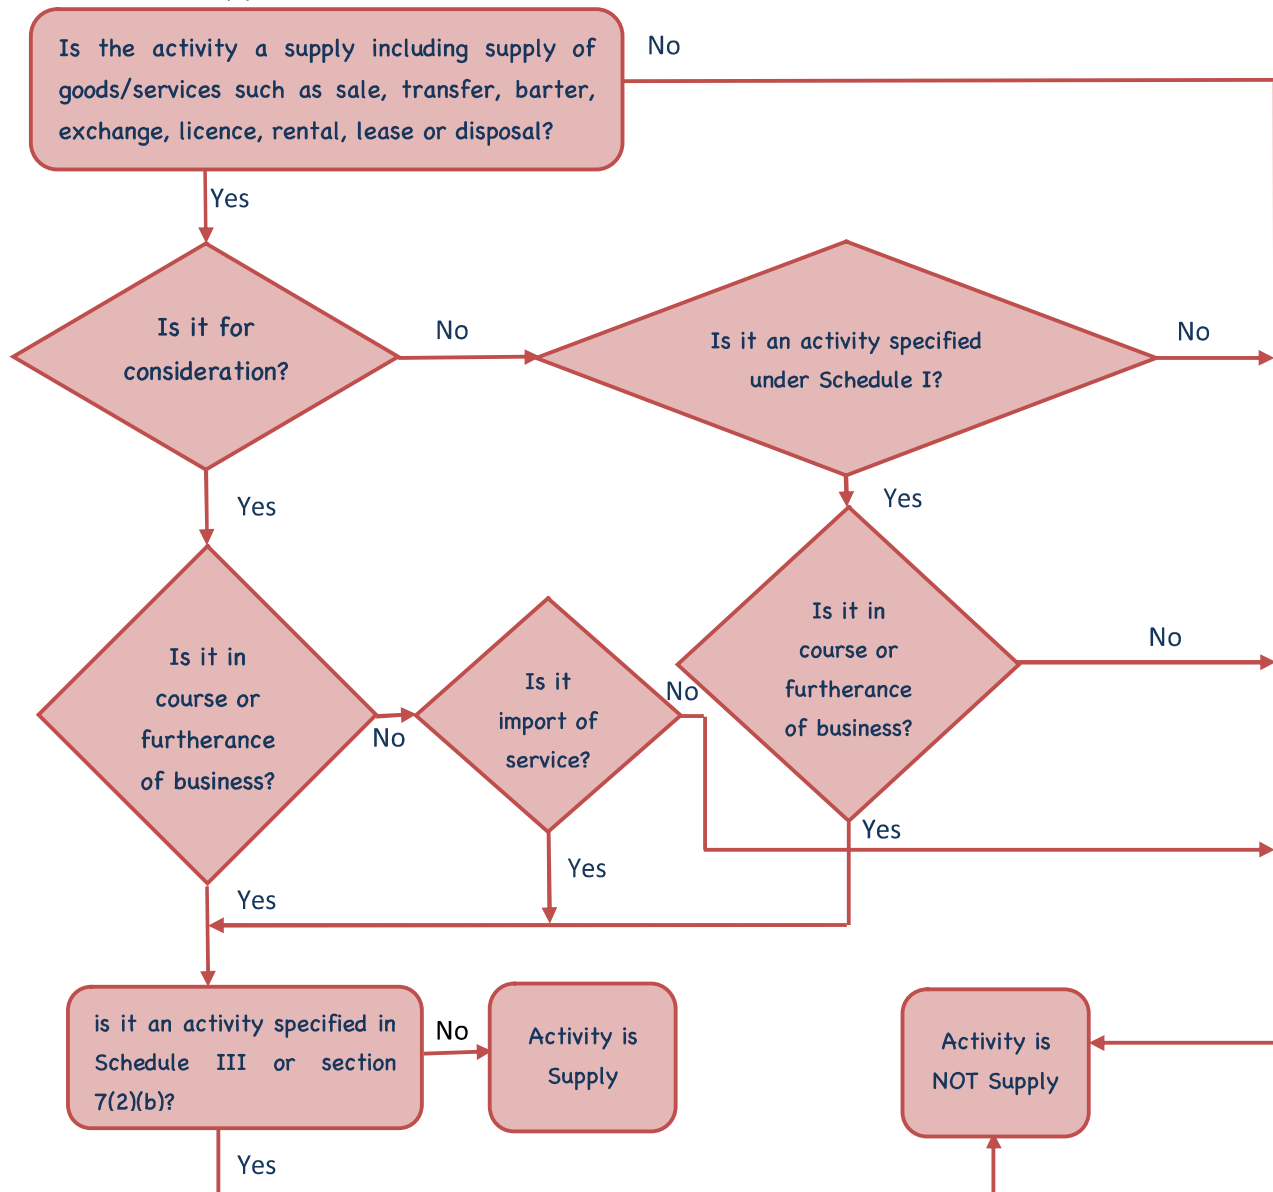 Is the activity a supply including supply of
goods/services such as sale, transfer, barter,
exchange, licence, rental, lease or disposal?
No
Yes
Is it for
consideration?
No
Is it an activity specified
under Schedule I?
No
Yes
Yes
Is it in
course or
furtherance
of business?
No
Is it
import of
service?
No
Is it in
course or
furtherance
of business?
No
Yes
Yes
Yes
is it an activity specified in
Schedule III or section
7(2)(b)?
No
Activity is
Supply
Activity is
NOT Supply
Yes